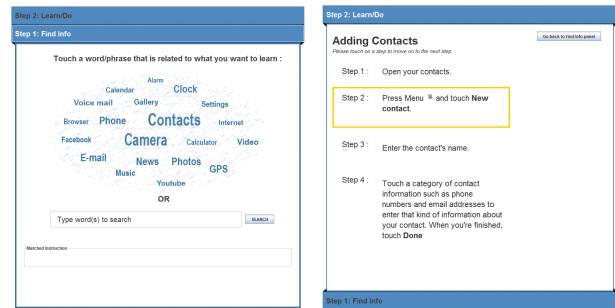 Step 2: Learn/Do
Step 1: Find Info
Touch a word/phrase that is related to what you want to learn :
Alarm
Calendar Clock
Voice mail Gallery Settings
Browser Phone Contacts Internet
Facebook Camera Calculator Video
E-mail News Photos GPS
Music
Youtube
OR
Type word(s) to search SEARCH
Matched Instruction
Step 2: Learn/Do
Adding Contacts Go back to Find Info panel
Please touch on a step to move on to the next step.
Step 1 : Open your contacts.
Step 2 : Press Menu and touch New
contact.
Step 3 : Enter the contact's name.
Step 4 : Touch a category of contact
information such as phone
numbers and email addresses to
enter that kind of information about
your contact. When you're finished,
touch Done
Step 1: Find Info